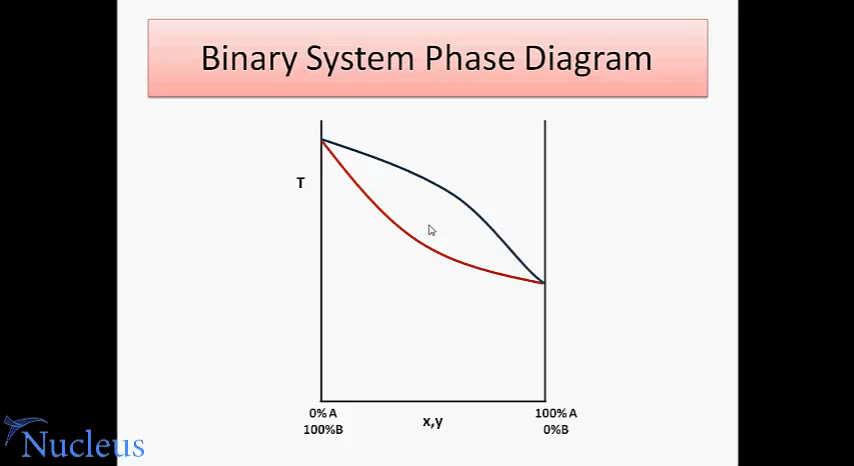 Binary System Phase Diagram
T
0% A
100%B
x,y
100% A
0%B
Nucleus